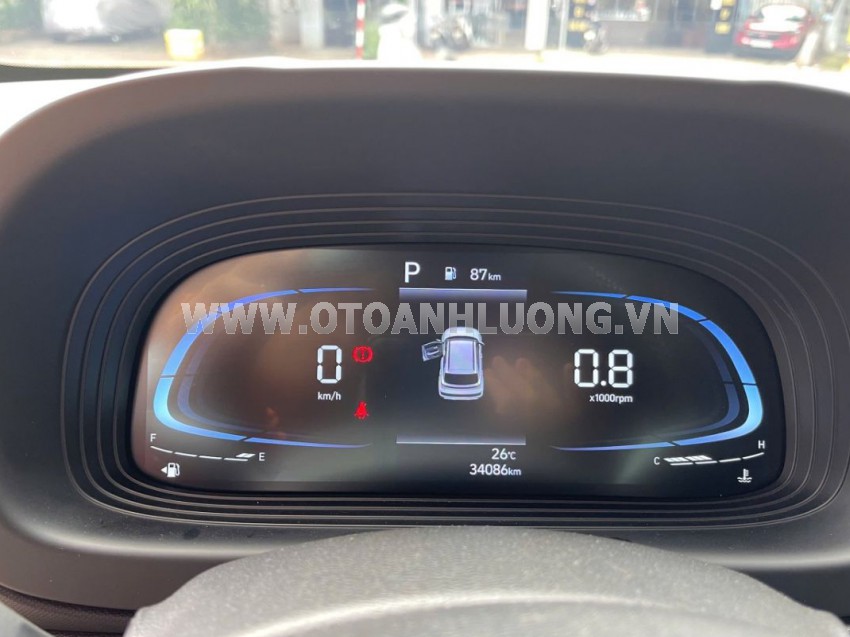 P 87km
WWW.OTOANHLUONG.VN
0
km/h
0.8
x1000rpm
F E
26℃
34086km
C H